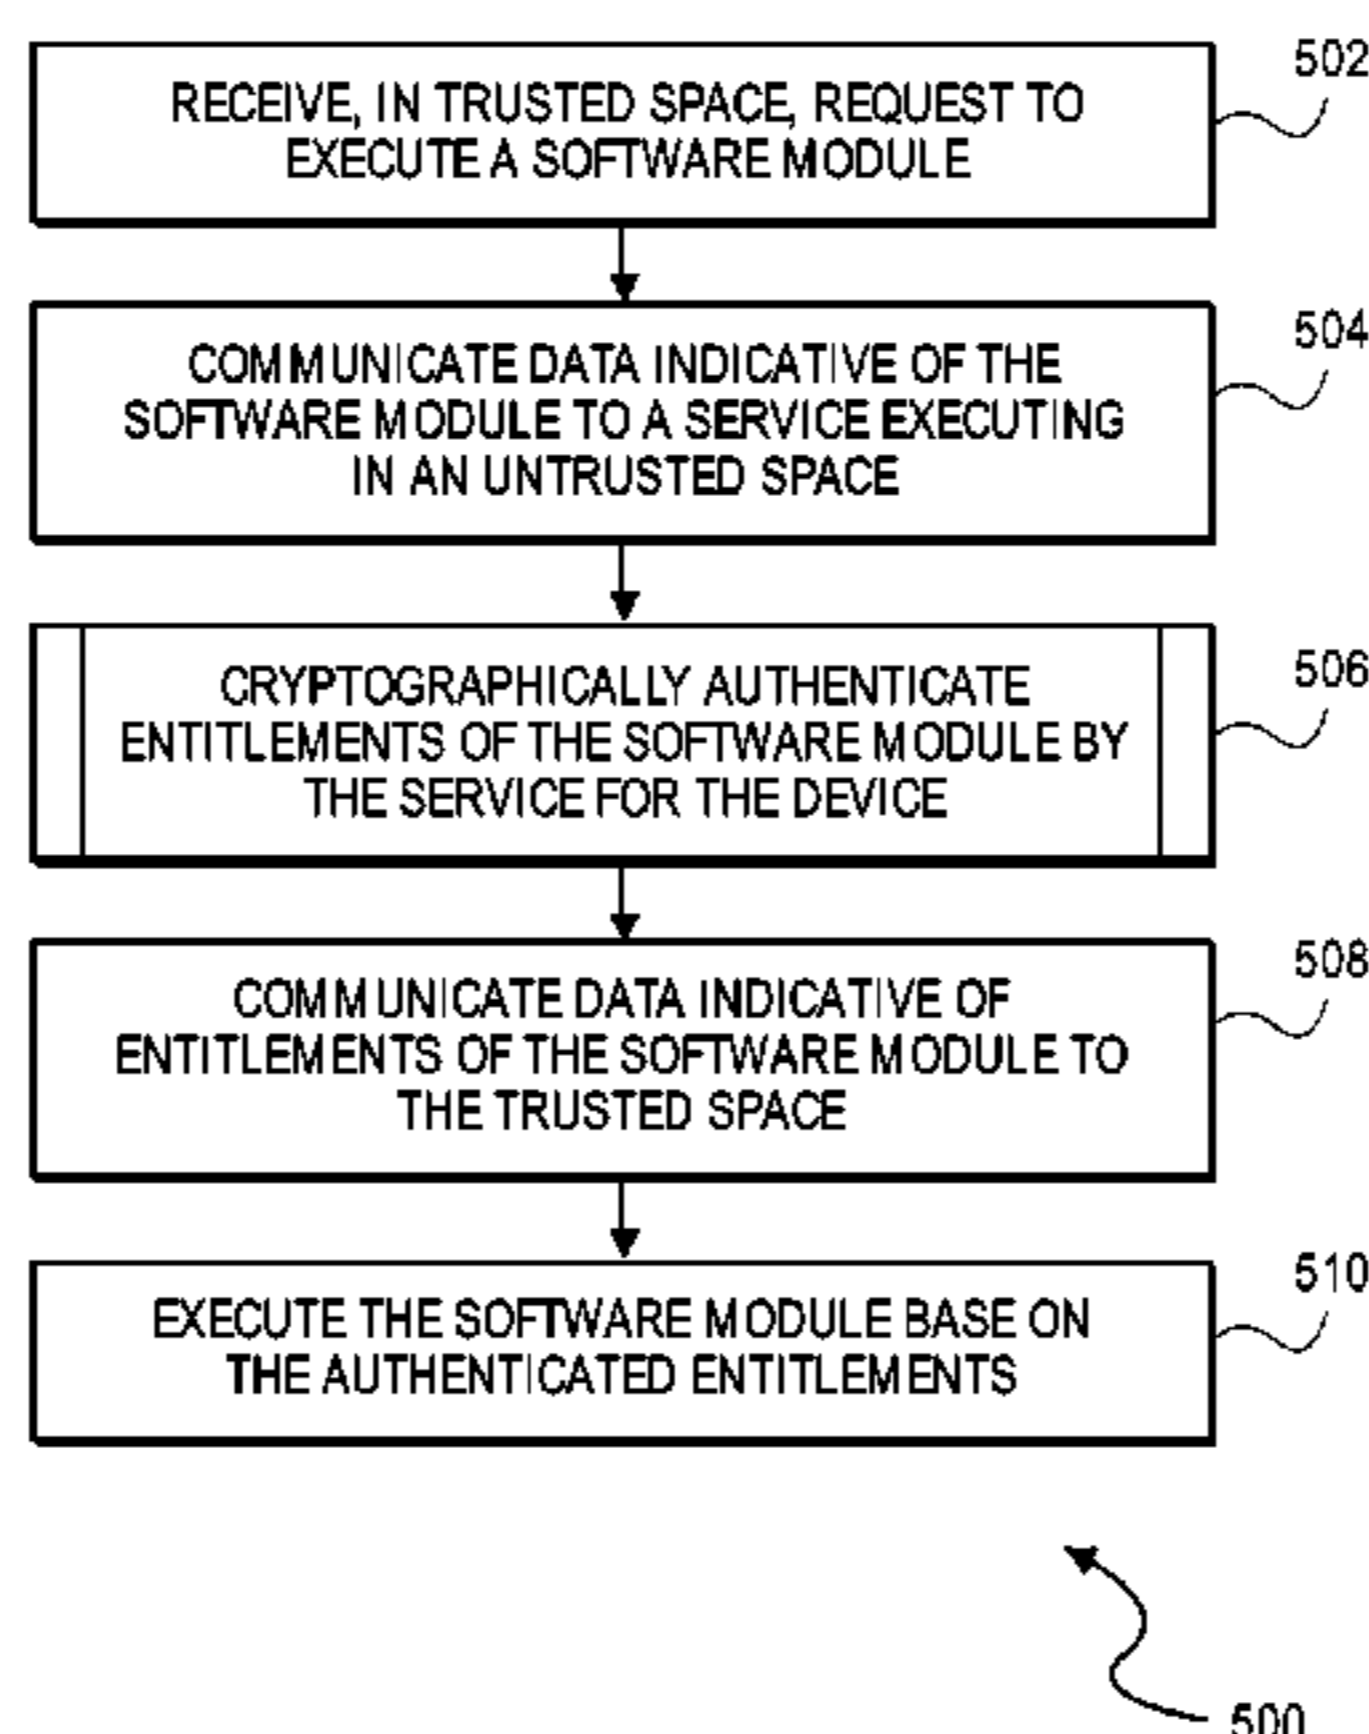 502
RECEIVE, IN TRUSTED SPACE, REQUEST TO
EXECUTE A SOFTWARE MODULE
504
COMMUNICATE DATA INDICATIVE OF THE
SOFTWARE MODULE TO A SERVICE EXECUTING
IN AN UNTRUSTED SPACE
506
CRYPTOGRAPHICALLY AUTHENTICATE
ENTITLEMENTS OF THE SOFTWARE MODULE BY
THE SERVICE FOR THE DEVICE
508
COMMUNICATE DATA INDICATIVE OF
ENTITLEMENTS OF THE SOFTWARE MODULE TO
THE TRUSTED SPACE
510
EXECUTE THE SOFTWARE MODULE BASE ON
THE AUTHENTICATED ENTITLEMENTS
500